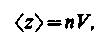 ⟨z⟩ = nV,